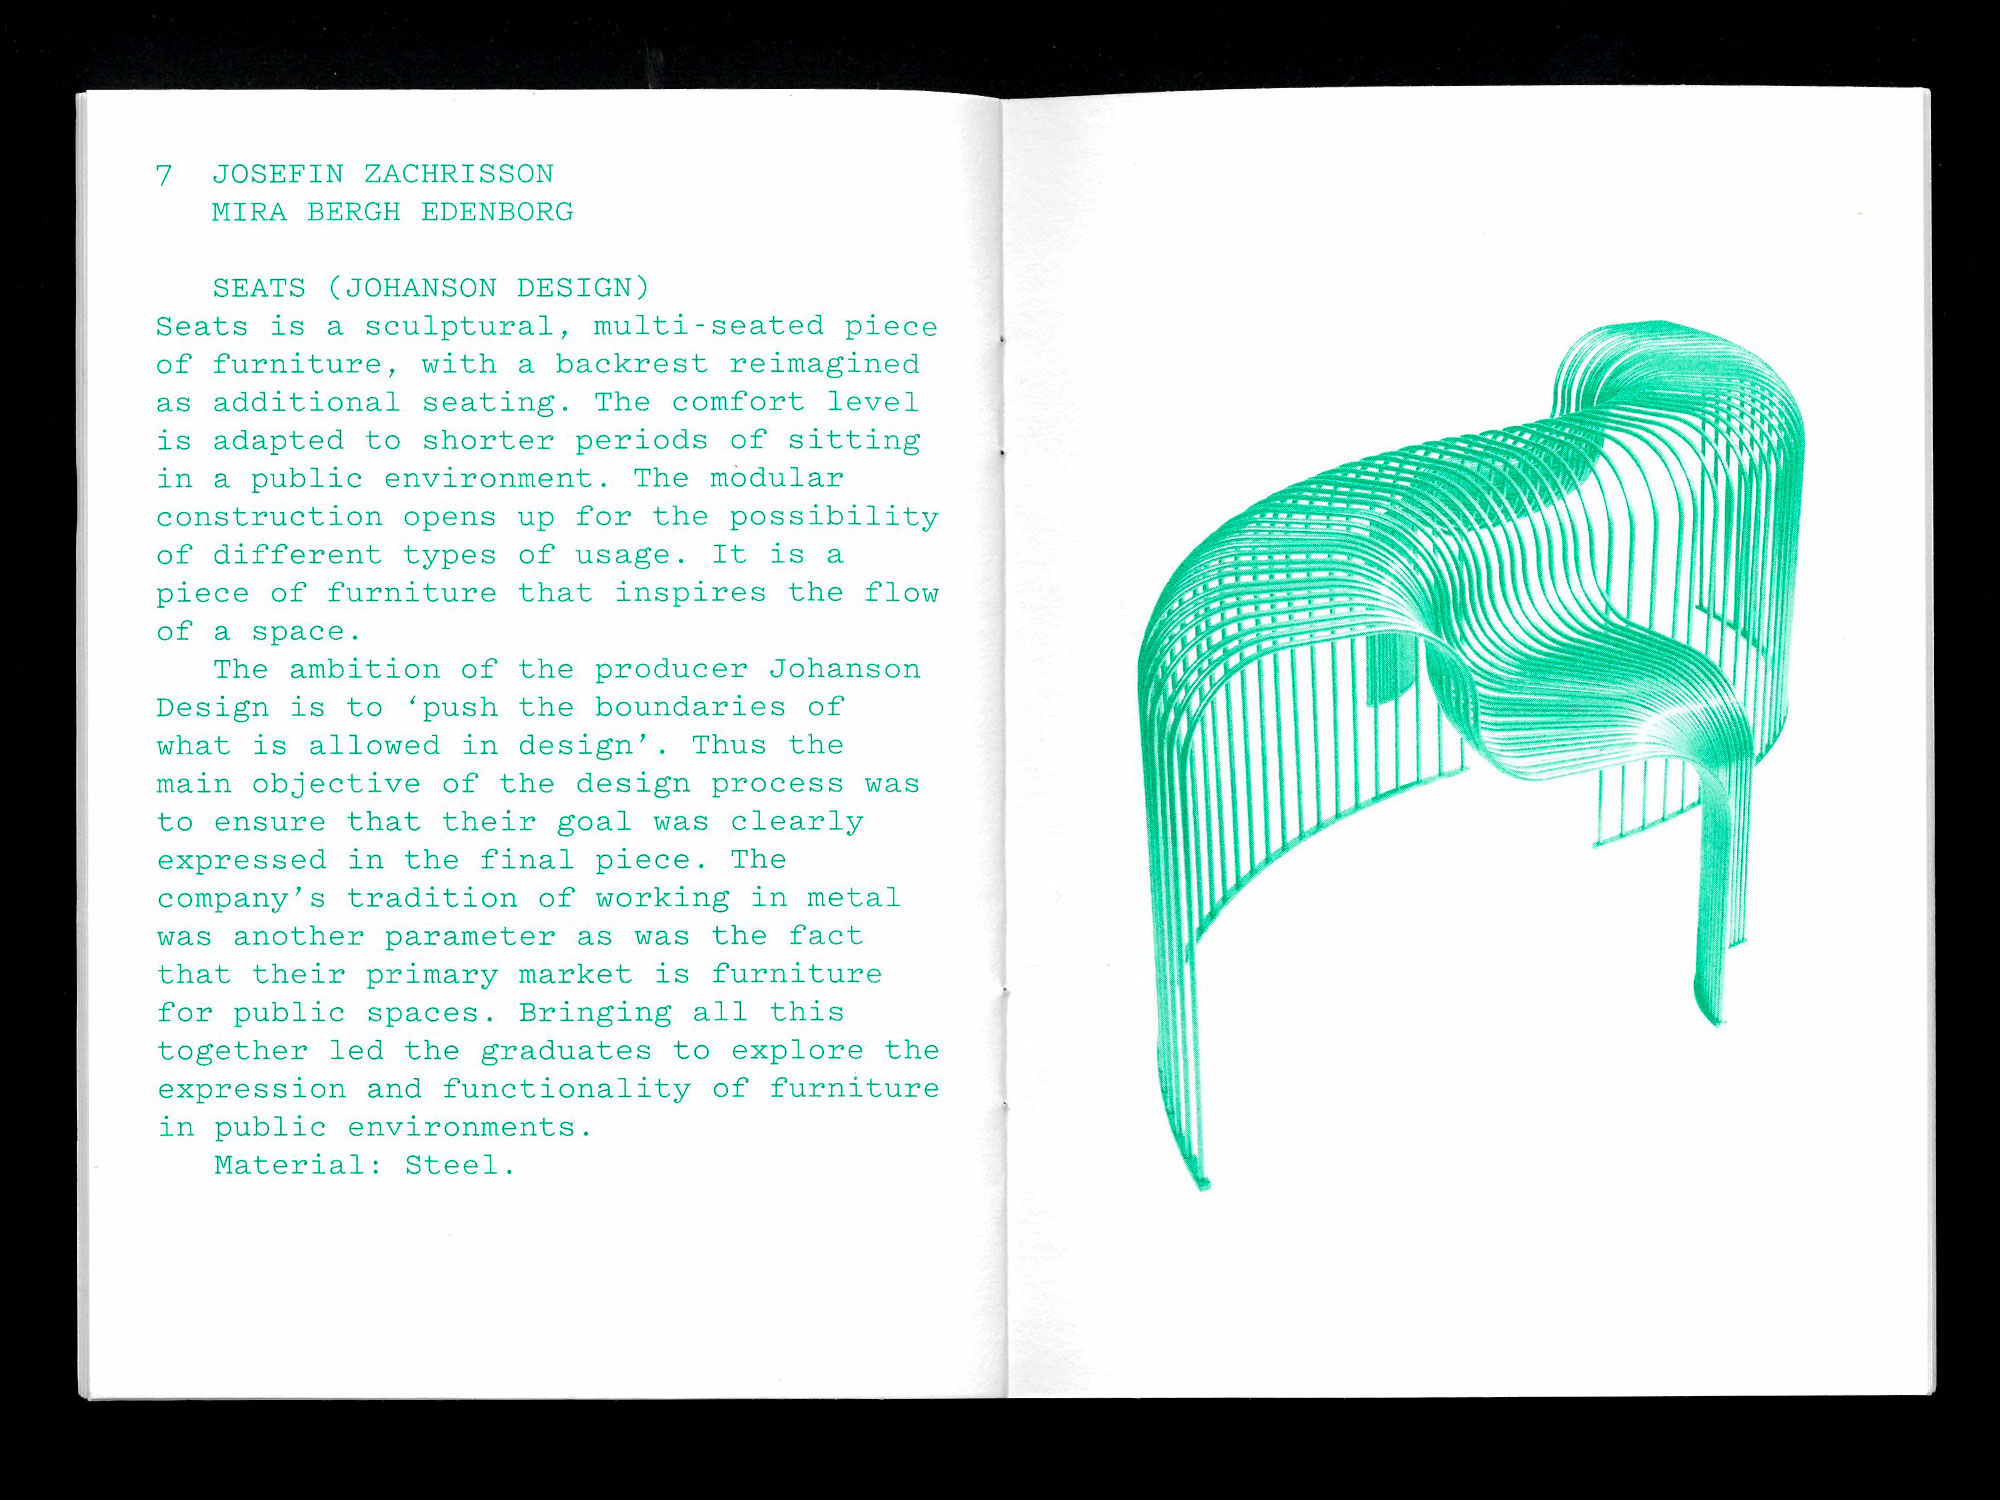 7 JOSEFIN ZACHRISSON
MIRA BERGH EDENBORG
SEATS (JOHANSON DESIGN)
Seats is a sculptural, multi-seated piece
of furniture, with a backrest reimagined
as additional seating. The comfort level
is adapted to shorter periods of sitting
in a public environment. The modular
construction opens up for the possibility
of different types of usage. It is a
piece of furniture that inspires the flow
of a space.
The ambition of the producer Johanson
Design is to ‘push the boundaries of
what is allowed in design’. Thus the
main objective of the design process was
to ensure that their goal was clearly
expressed in the final piece. The
company’s tradition of working in metal
was another parameter as was the fact
that their primary market is furniture
for public spaces. Bringing all this
together led the graduates to explore the
expression and functionality of furniture
in public environments.
Material: Steel.